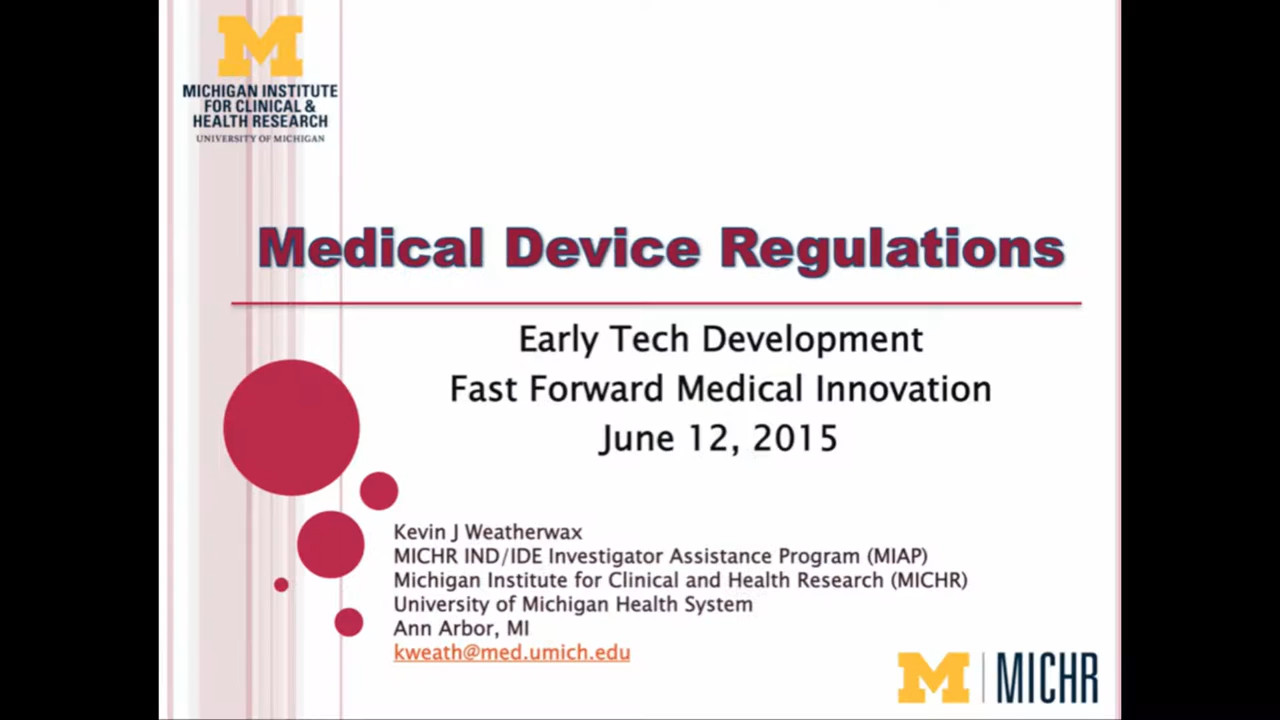 M
MICHIGAN INSTITUTE
FOR CLINICAL &
HEALTH RESEARCH
UNIVERSITY OF MICHIGAN
Medical Device Regulations
Early Tech Development
Fast Forward Medical Innovation
June 12, 2015
Kevin J Weatherwax
MICHR IND/IDE Investigator Assistance Program (MIAP)
Michigan Institute for Clinical and Health Research (MICHR)
University of Michigan Health System
Ann Arbor, MI
kweath@med.umich.edu
M | MICHR